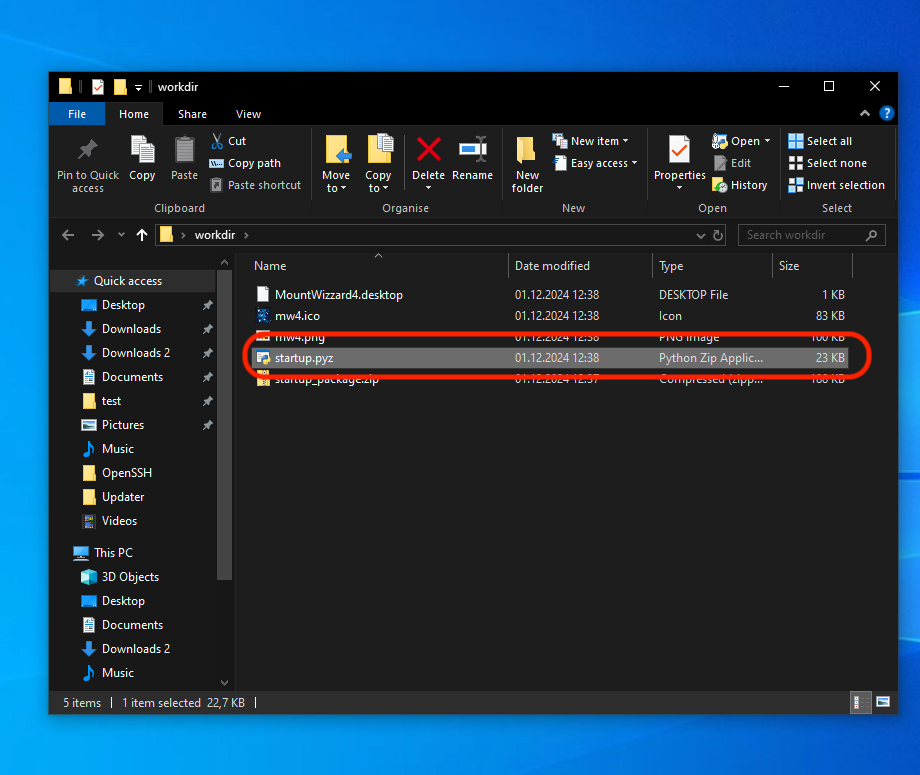 workdir
File Home Share View
Pin to Quick access
Copy
Paste
Cut
Copy path
Paste shortcut
Clipboard
Move to
Copy to
Delete
Rename
Organise
New folder
New item
Easy access
New
Properties
Open
Edit
History
Open
Select all
Select none
Invert selection
Select
workdir
Search workdir
Name Date modified Type Size
MountWizzard4.desktop 01.12.2024 12:38 DESKTOP File 1 KB
mw4.ico 01.12.2024 12:38 Icon 83 KB
mw4.png 01.12.2024 12:38 PNG Image 100 KB
startup.pyz 01.12.2024 12:38 Python Zip Applic... 23 KB
startup_package.zip 01.12.2024 12:37 Compressed (zipp...
Quick access
Desktop
Downloads
Downloads 2
Documents
test
Pictures
Music
OpenSSH
Updater
Videos
This PC
3D Objects
Desktop
Documents
Downloads 2
Music
5 items 1 item selected 22,7 KB